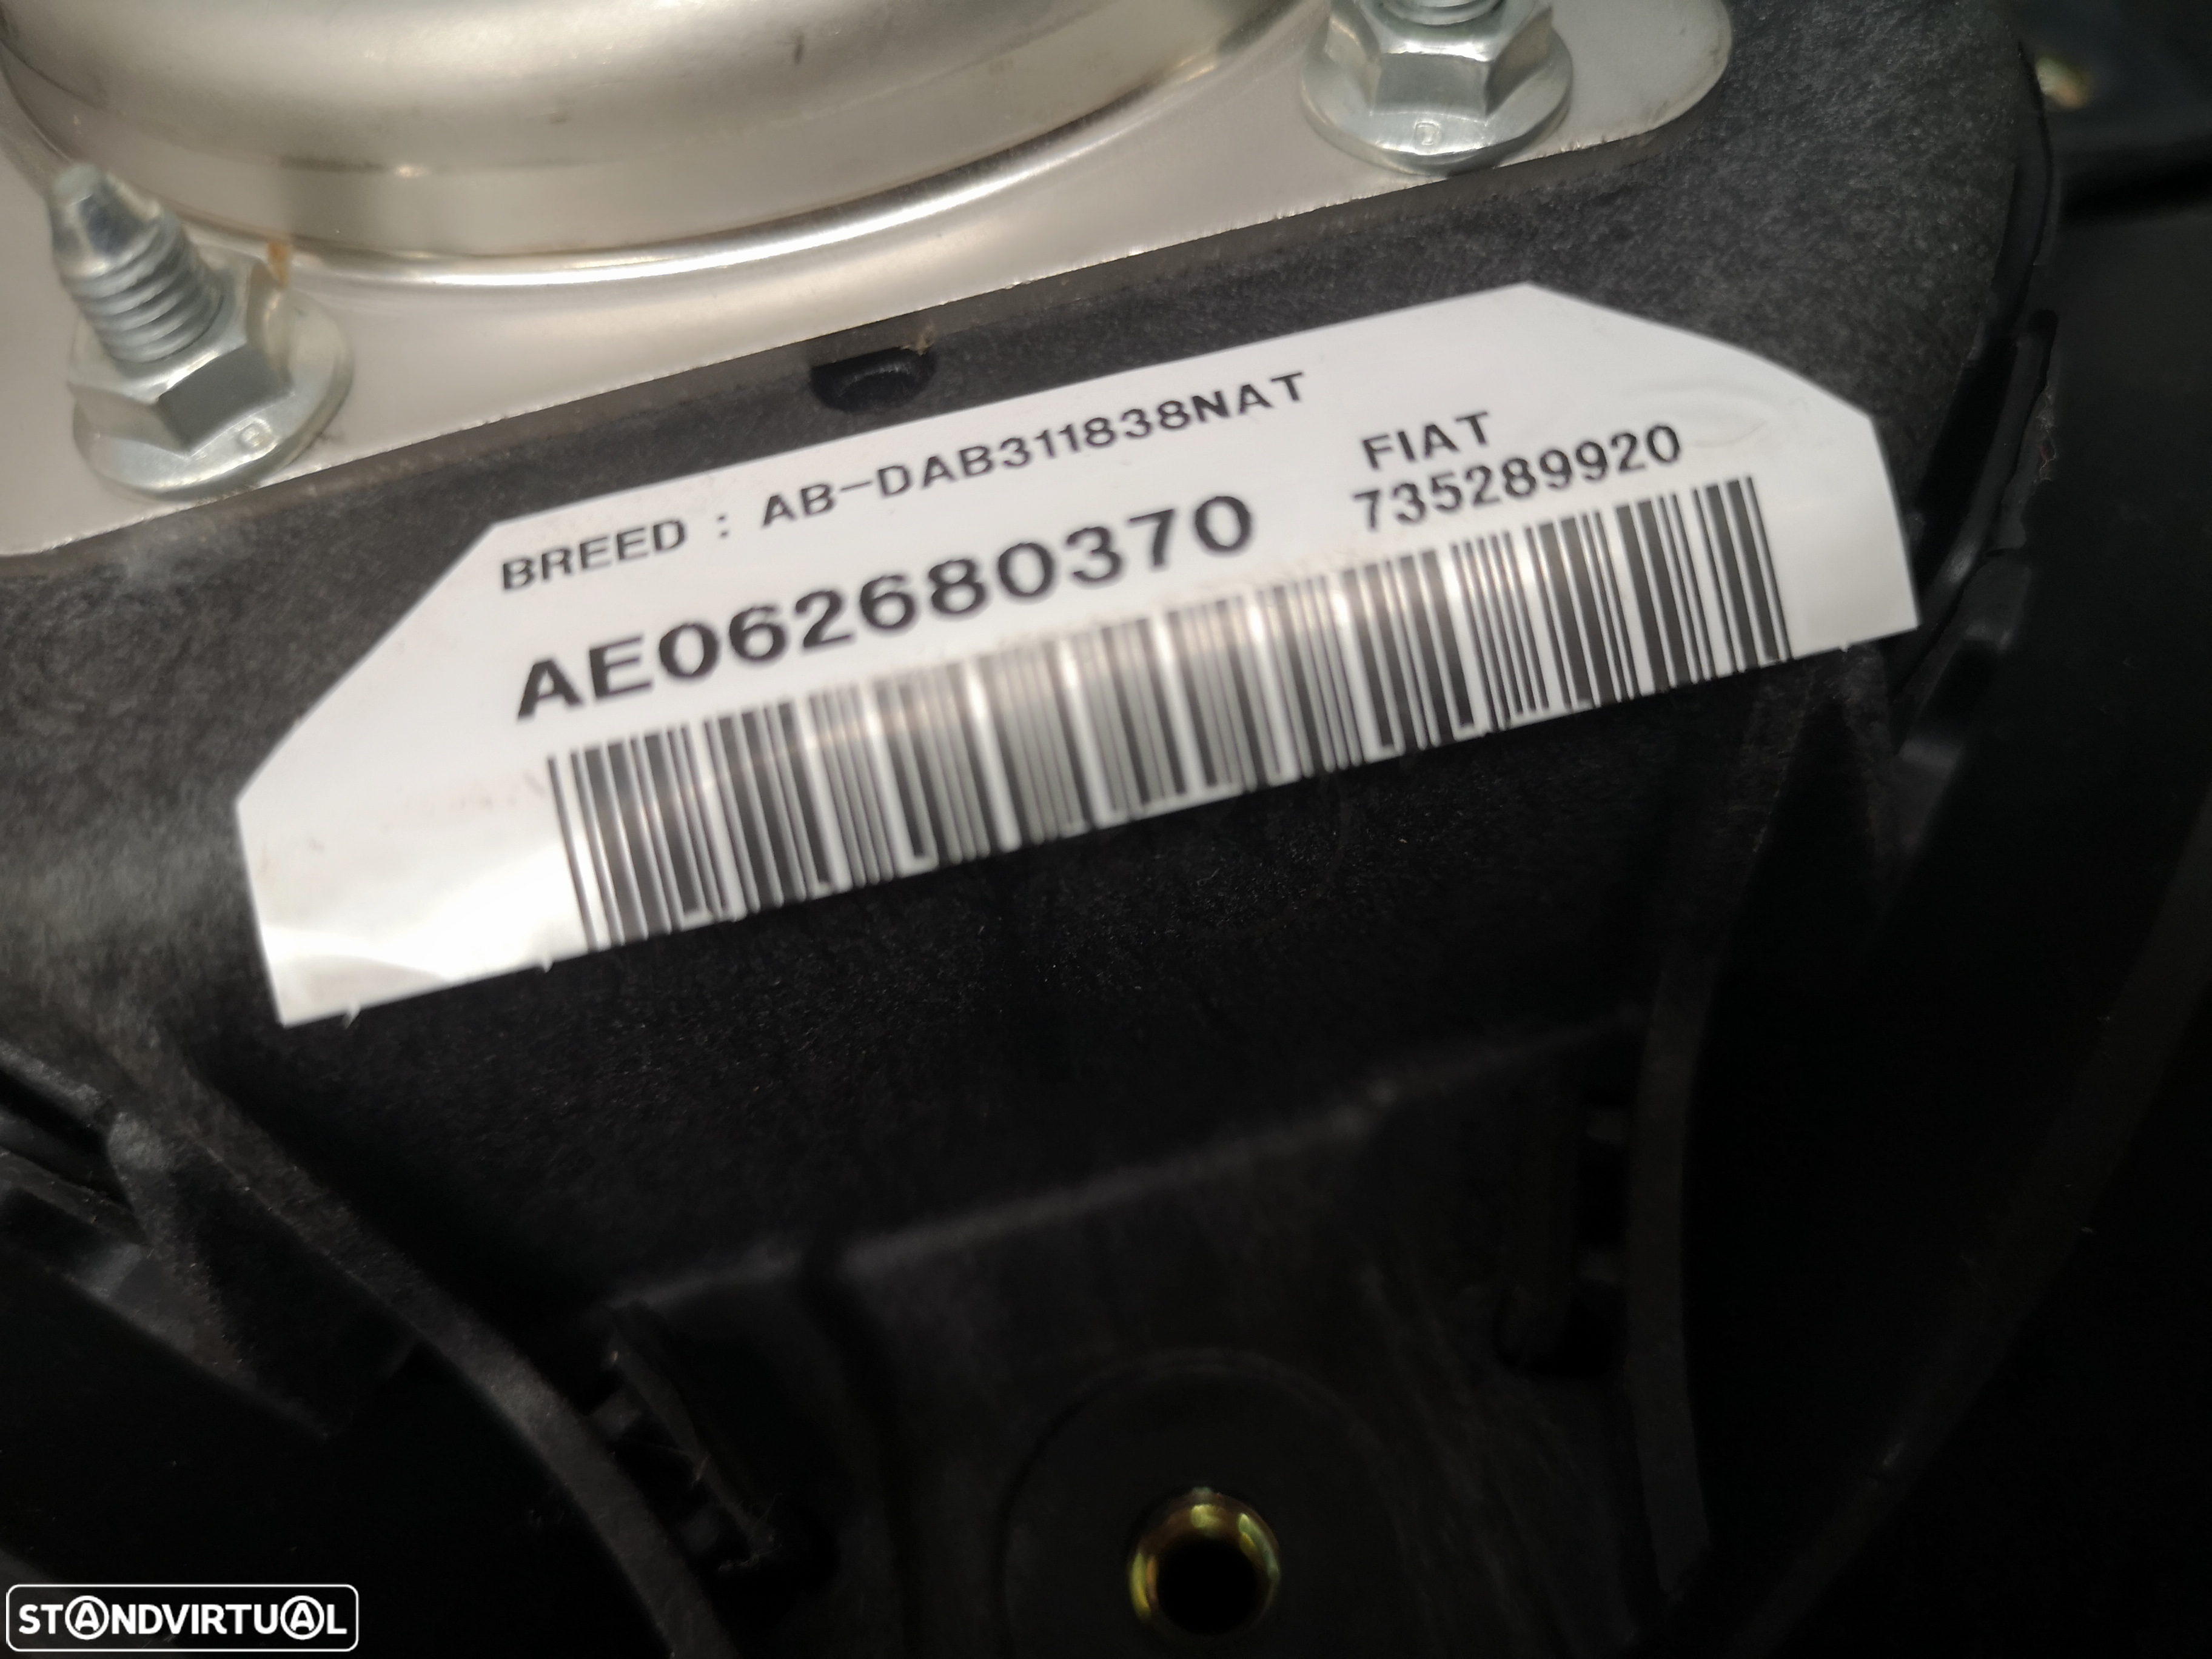 BREED : AB-DAB311838NAT
FIAT
AE062680370
735289920
STANDVIRTUAL